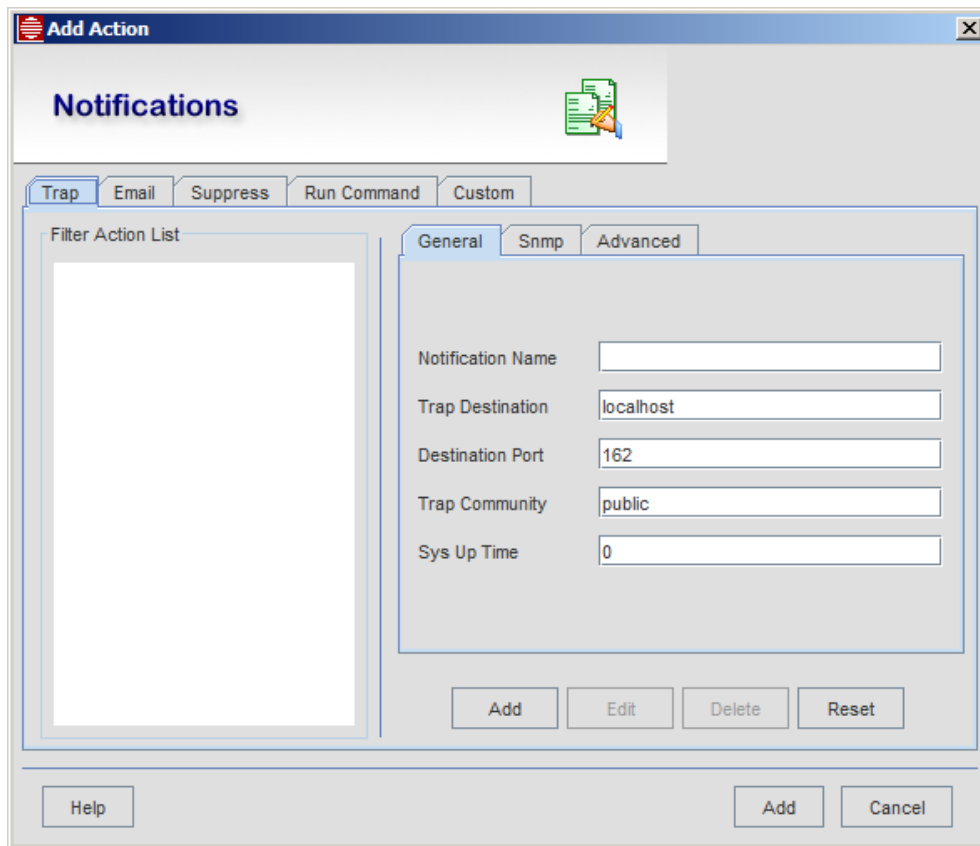 Add Action
Notifications
Trap Email Suppress Run Command Custom
Filter Action List
General Snmp Advanced
Notification Name
Trap Destination localhost
Destination Port 162
Trap Community public
Sys Up Time 0
Add Edit Delete Reset
Help Add Cancel